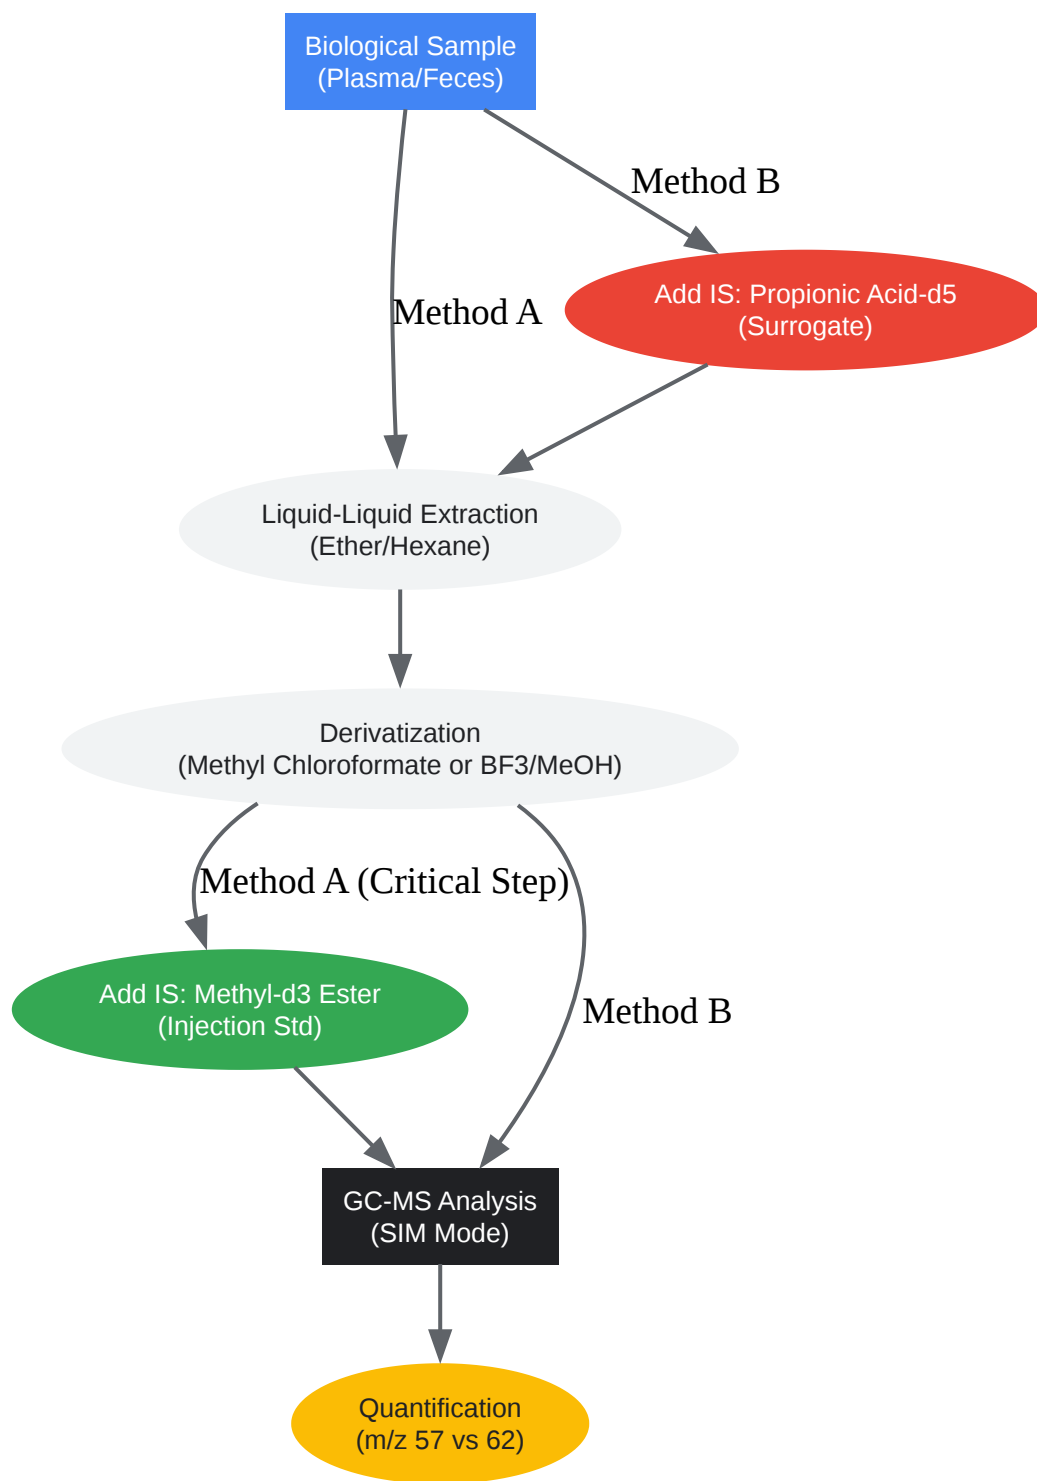 Biological Sample
(Plasma/Feces)
Method B
Add IS: Propionic Acid-d5
(Surrogate)
Method A
Liquid-Liquid Extraction
(Ether/Hexane)
Derivatization
(Methyl Chloroformate or BF3/MeOH)
Method A (Critical Step)
Add IS: Methyl-d3 Ester
(Injection Std)
Method B
GC-MS Analysis
(SIM Mode)
Quantification
(m/z 57 vs 62)